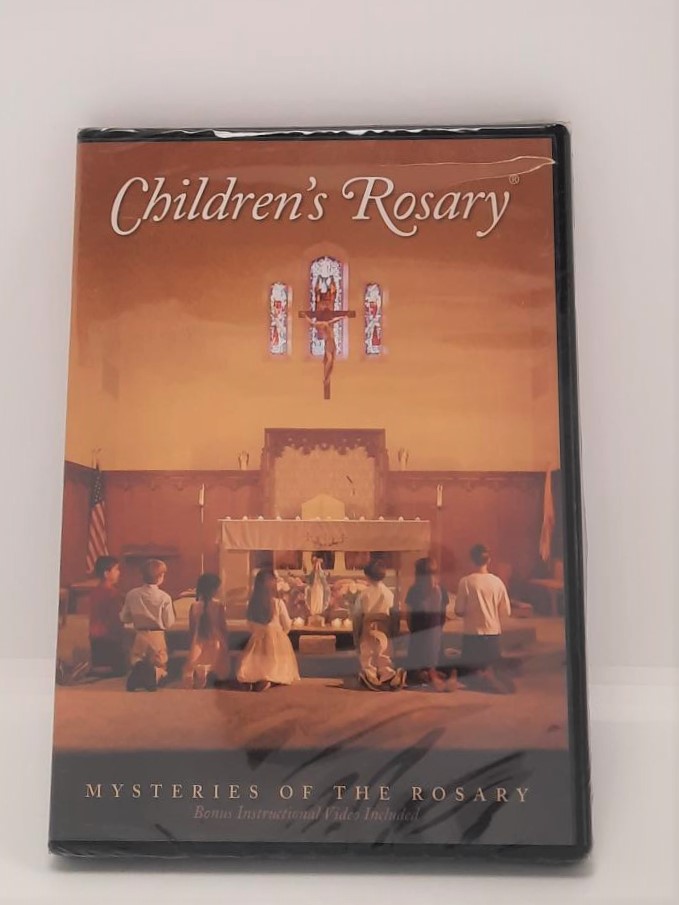 Children's Rosary®
MYSTERIES OF THE ROSARY
Bonus Instructional Video Included